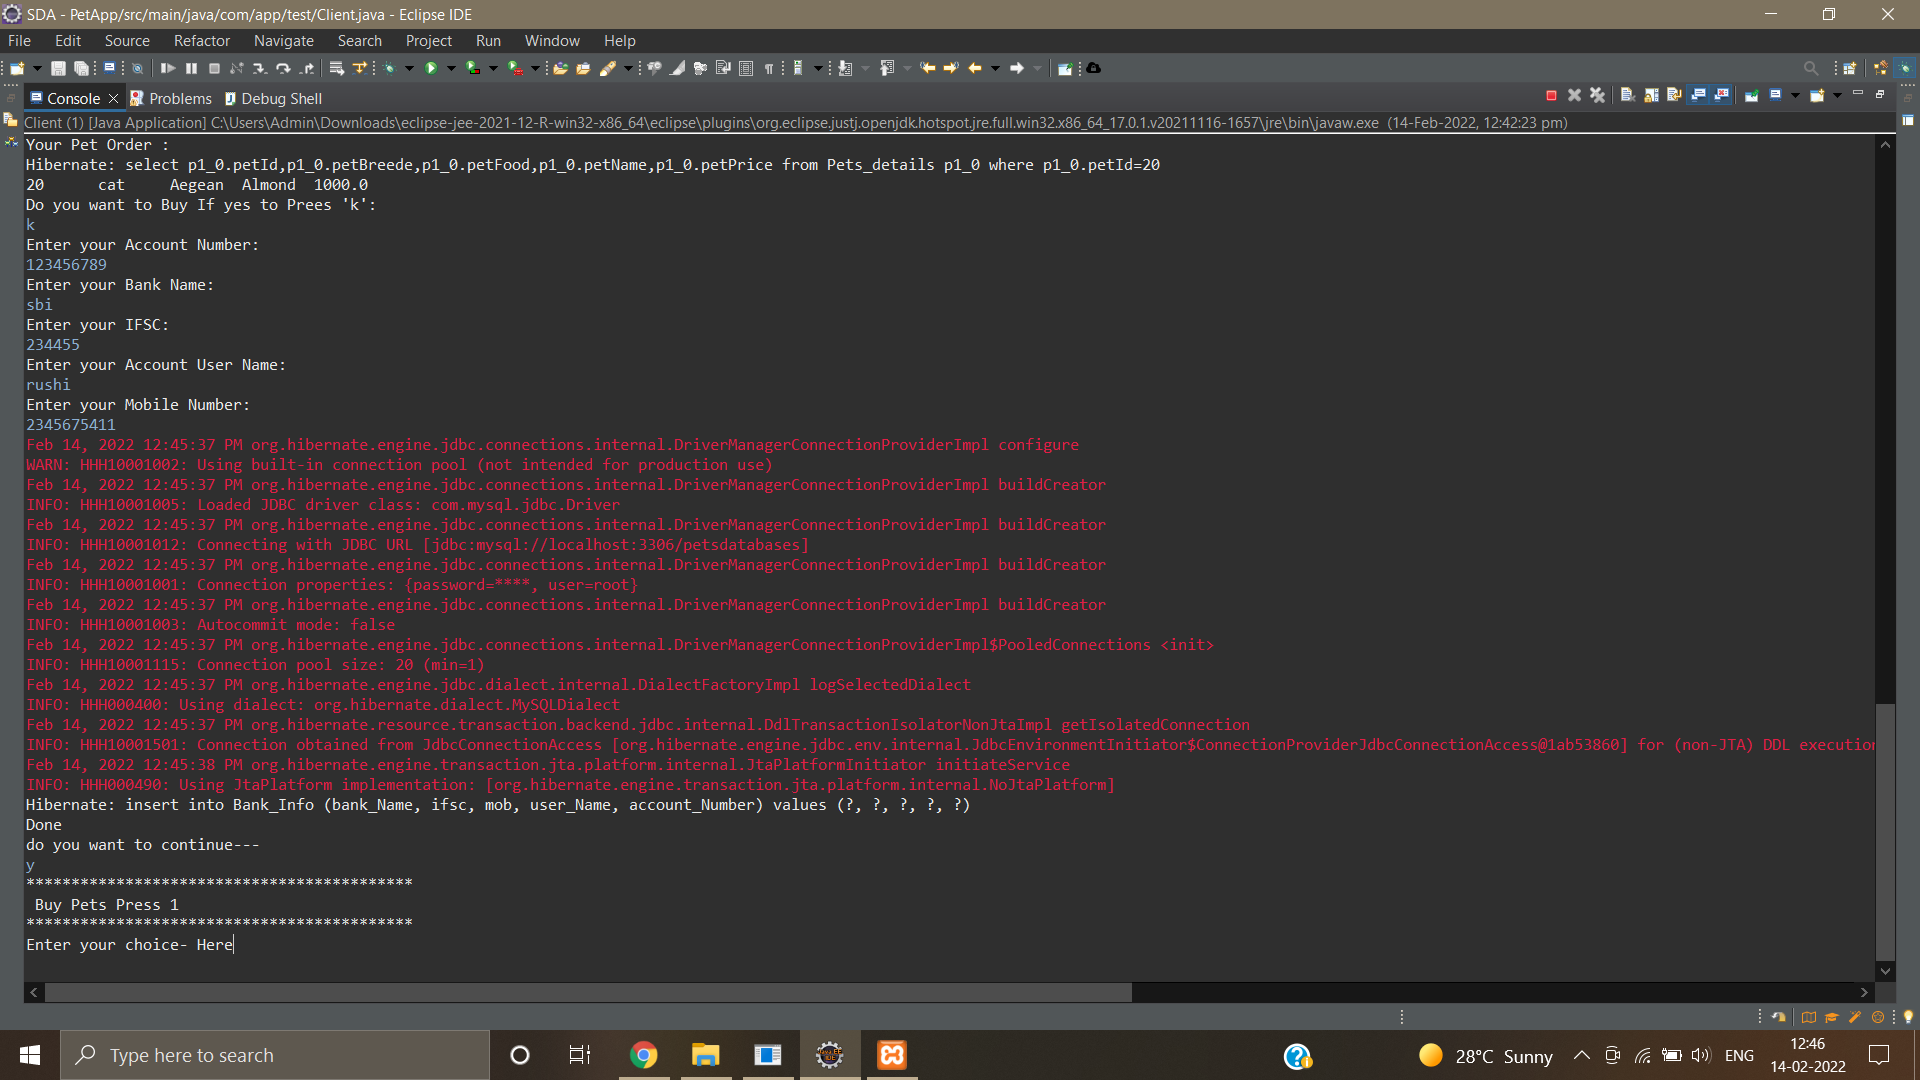 SDA - PetApp/src/main/java/com/app/test/Client.java - Eclipse IDE
File Edit Source Refactor Navigate Search Project Run Window Help
Console Problems Debug Shell
Client (1) [Java Application] C:\Users\Admin\Downloads\eclipse-jee-2021-12-R-win32-x86_64\eclipse\plugins\org.eclipse.justj.openjdk.hotspot.jre.full.win32.x86_64_17.0.1.v20211116-1657\jre\bin\javaw.exe (14-Feb-2022, 12:42:23 pm)
Your Pet Order :
Hibernate: select p1_0.petId,p1_0.petBreede,p1_0.petFood,p1_0.petName,p1_0.petPrice from Pets_details p1_0 where p1_0.petId=20
20 cat Aegean Almond 1000.0
Do you want to Buy If yes to Prees 'k':
k
Enter your Account Number:
123456789
Enter your Bank Name:
sbi
Enter your IFSC:
234455
Enter your Account User Name:
rushi
Enter your Mobile Number:
2345675411
Feb 14, 2022 12:45:37 PM org.hibernate.engine.jdbc.connections.internal.DriverManagerConnectionProviderImpl configure
WARN: HHH10001002: Using built-in connection pool (not intended for production use)
Feb 14, 2022 12:45:37 PM org.hibernate.engine.jdbc.connections.internal.DriverManagerConnectionProviderImpl buildCreator
INFO: HHH10001005: Loaded JDBC driver class: com.mysql.jdbc.Driver
Feb 14, 2022 12:45:37 PM org.hibernate.engine.jdbc.connections.internal.DriverManagerConnectionProviderImpl buildCreator
INFO: HHH10001012: Connecting with JDBC URL [jdbc:mysql://localhost:3306/petsdatabases]
Feb 14, 2022 12:45:37 PM org.hibernate.engine.jdbc.connections.internal.DriverManagerConnectionProviderImpl buildCreator
INFO: HHH10001001: Connection properties: {password=****, user=root}
Feb 14, 2022 12:45:37 PM org.hibernate.engine.jdbc.connections.internal.DriverManagerConnectionProviderImpl buildCreator
INFO: HHH10001003: Autocommit mode: false
Feb 14, 2022 12:45:37 PM org.hibernate.engine.jdbc.connections.internal.DriverManagerConnectionProviderImpl$PooledConnections <init>
INFO: HHH10001115: Connection pool size: 20 (min=1)
Feb 14, 2022 12:45:37 PM org.hibernate.engine.jdbc.dialect.internal.DialectFactoryImpl logSelectedDialect
INFO: HHH000400: Using dialect: org.hibernate.dialect.MySQLDialect
Feb 14, 2022 12:45:37 PM org.hibernate.resource.transaction.backend.jdbc.internal.DdlTransactionIsolatorNonJtaImpl getIsolatedConnection
INFO: HHH10001501: Connection obtained from JdbcConnectionAccess [org.hibernate.engine.jdbc.env.internal.JdbcEnvironmentInitiator$ConnectionProviderJdbcConnectionAccess@1ab53860] for (non-JTA) DDL execution
Feb 14, 2022 12:45:38 PM org.hibernate.engine.transaction.jta.platform.internal.JtaPlatformInitiator initiateService
INFO: HHH000490: Using JtaPlatform implementation: [org.hibernate.engine.transaction.jta.platform.internal.NoJtaPlatform]
Hibernate: insert into Bank_Info (bank_Name, ifsc, mob, user_Name, account_Number) values (?, ?, ?, ?, ?)
Done
do you want to continue---
y
*******************************************
Buy Pets Press 1
*******************************************
Enter your choice- Here
Type here to search
28°C Sunny
ENG
12:46
14-02-2022